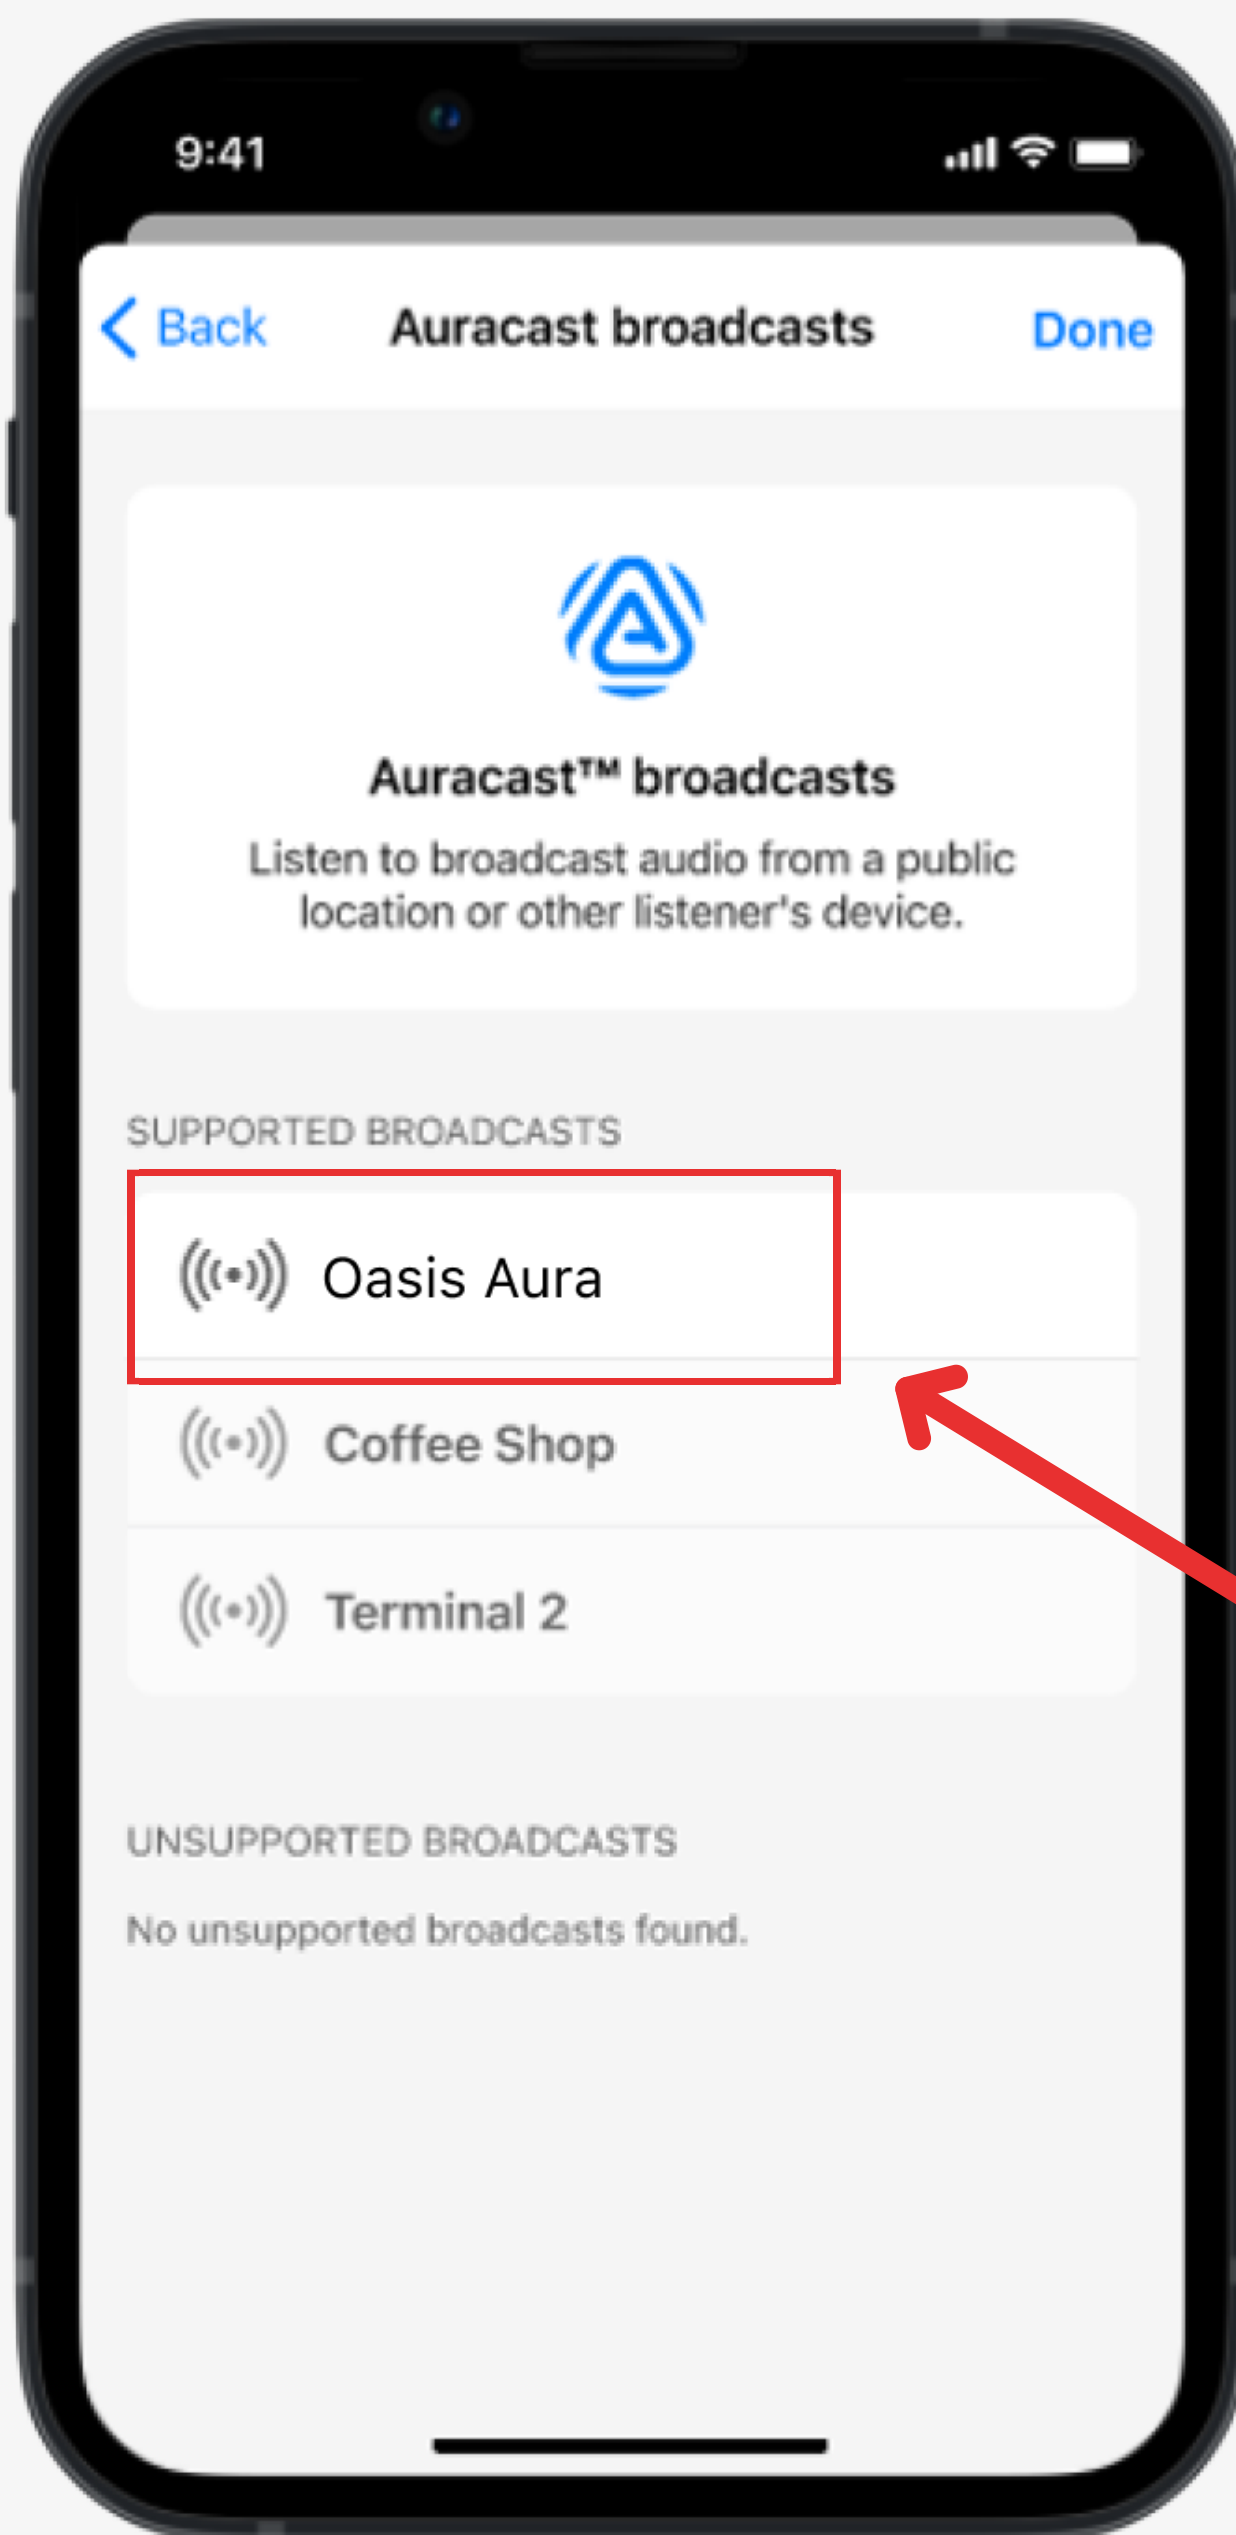 9:41
Back
Auracast broadcasts
Done
Auracast™ broadcasts
Listen to broadcast audio from a public
location or other listener's device.
SUPPORTED BROADCASTS
Oasis Aura
Coffee Shop
Terminal 2
UNSUPPORTED BROADCASTS
No unsupported broadcasts found.